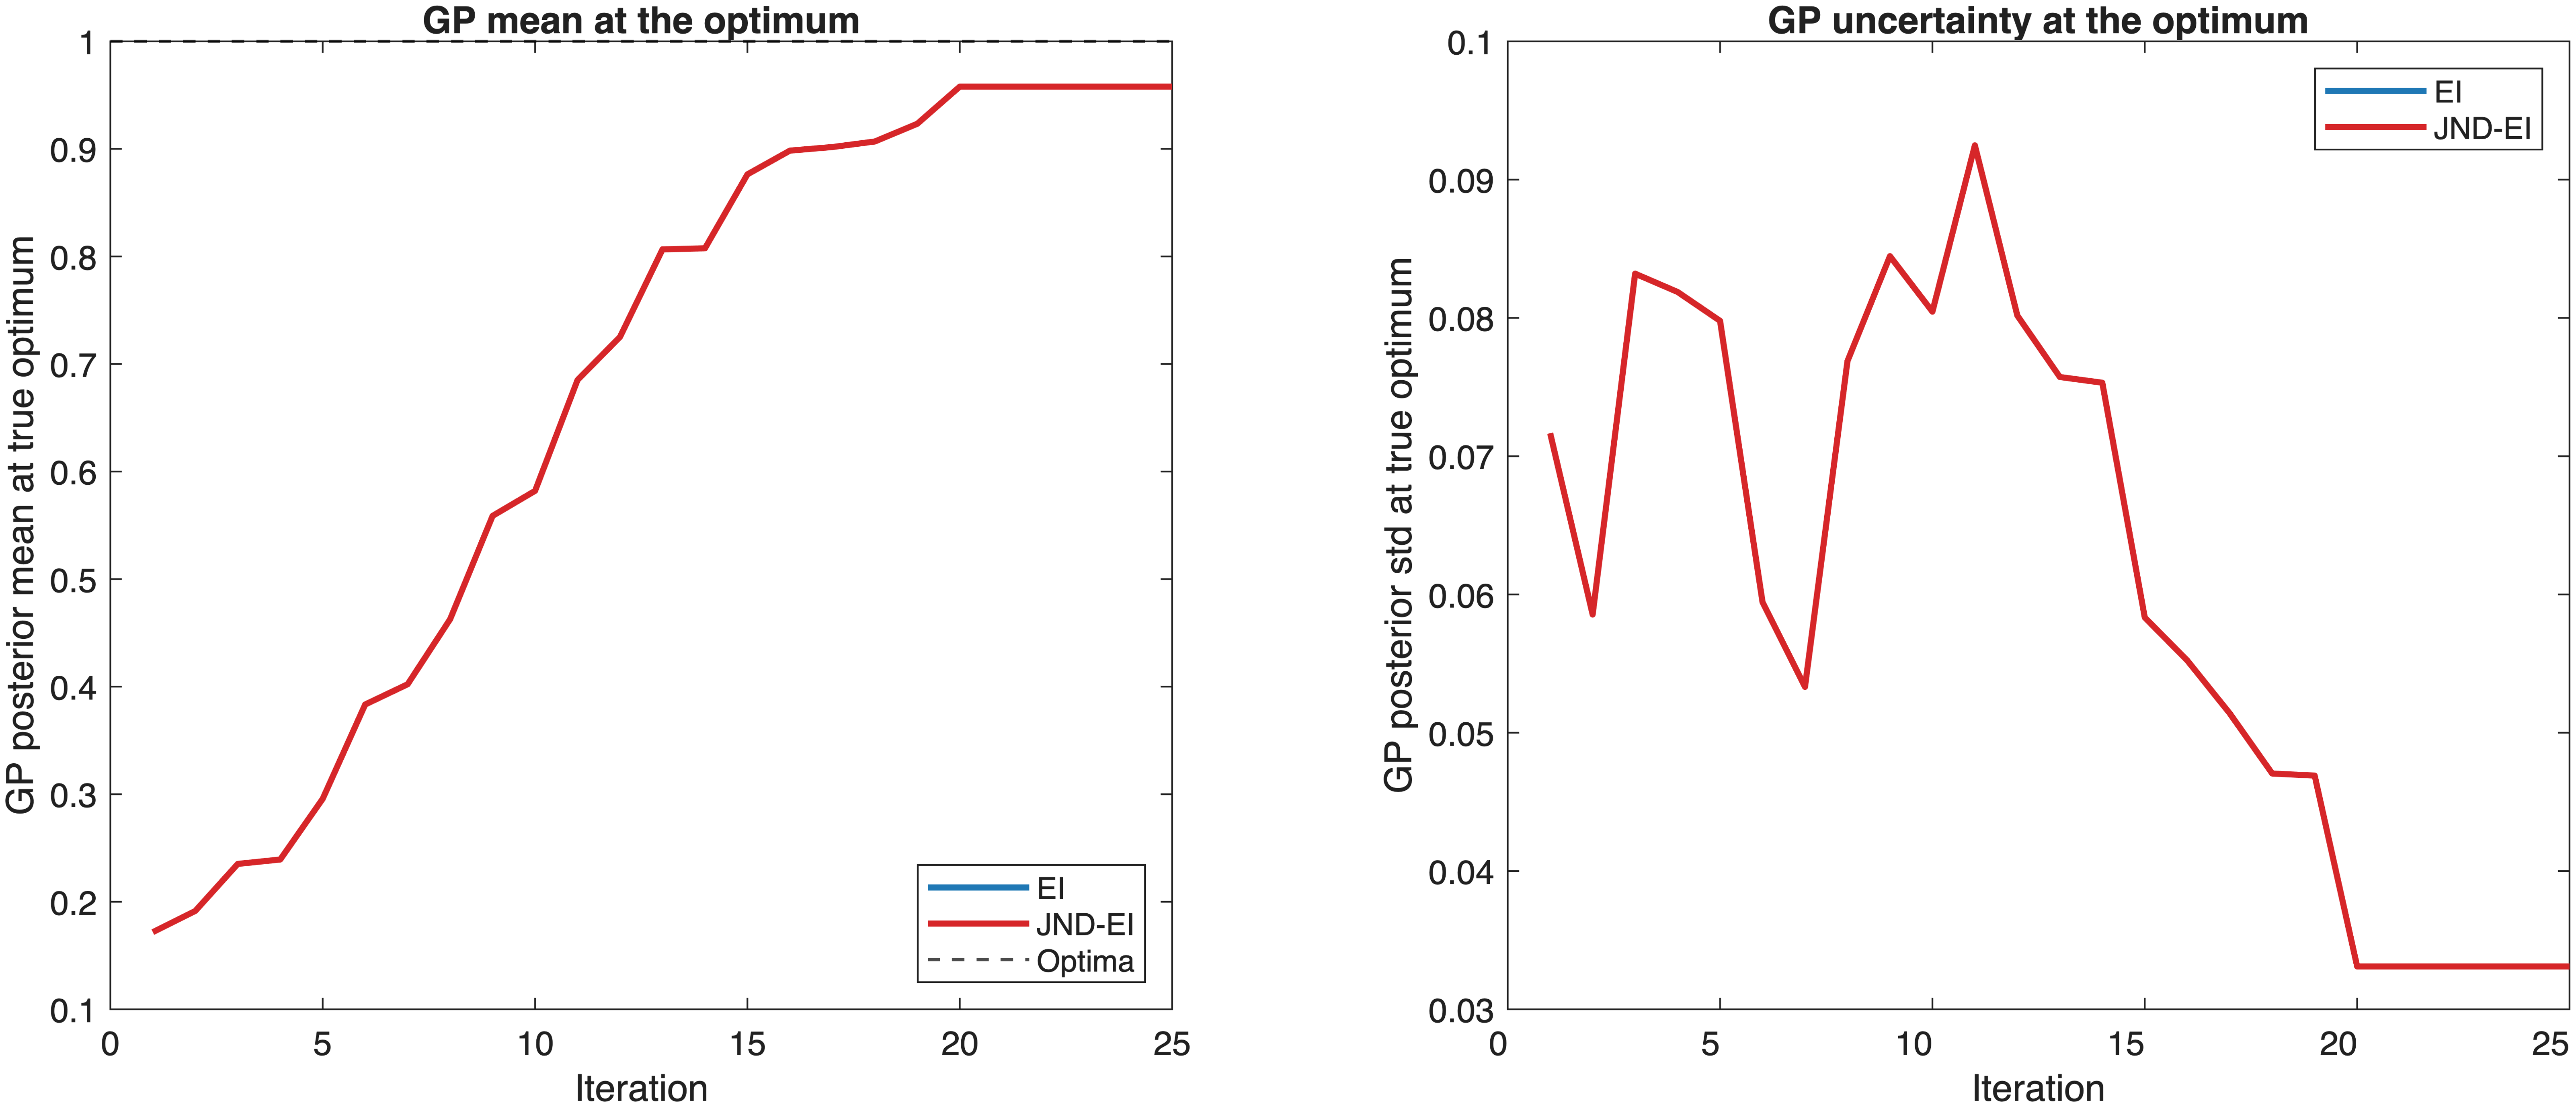 GP mean at the optimum
1
0.9
0.8
0.7
0.6
0.5
0.4
0.3
0.2
0.1
GP posterior mean at true optimum
0 5 10 15 20 25
Iteration
EI
JND-EI
Optima
GP uncertainty at the optimum
0.1
0.09
0.08
0.07
0.06
0.05
0.04
0.03
GP posterior std at true optimum
0 5 10 15 20 25
Iteration
EI
JND-EI